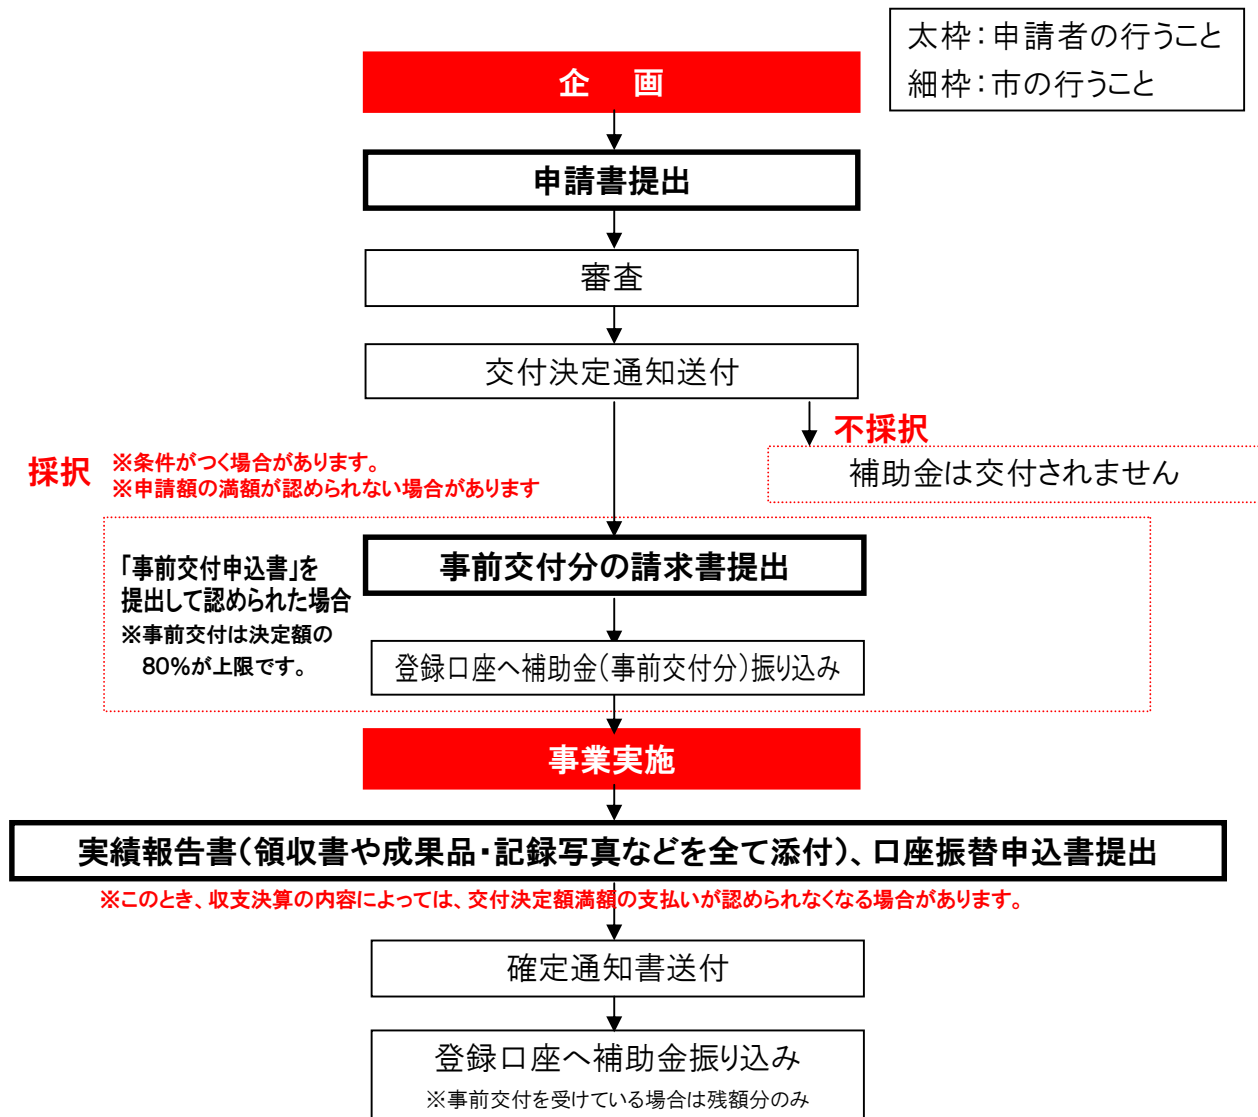 太枠：申請者の行うこと
細枠：市の行うこと
企　画
申請書提出
審査
交付決定通知送付
不採択
補助金は交付されません
採択
※条件がつく場合があります。
※申請額の満額が認められない場合があります
「事前交付申込書」を
提出して認められた場合
※事前交付は決定額の
80％が上限です。
事前交付分の請求書提出
登録口座へ補助金（事前交付分）振り込み
事業実施
実績報告書（領収書や成果品・記録写真などを全て添付）、口座振替申込書提出
※このとき、収支決算の内容によっては、交付決定額満額の支払いが認められなくなる場合があります。
確定通知書送付
登録口座へ補助金振り込み
※事前交付を受けている場合は残額分のみ